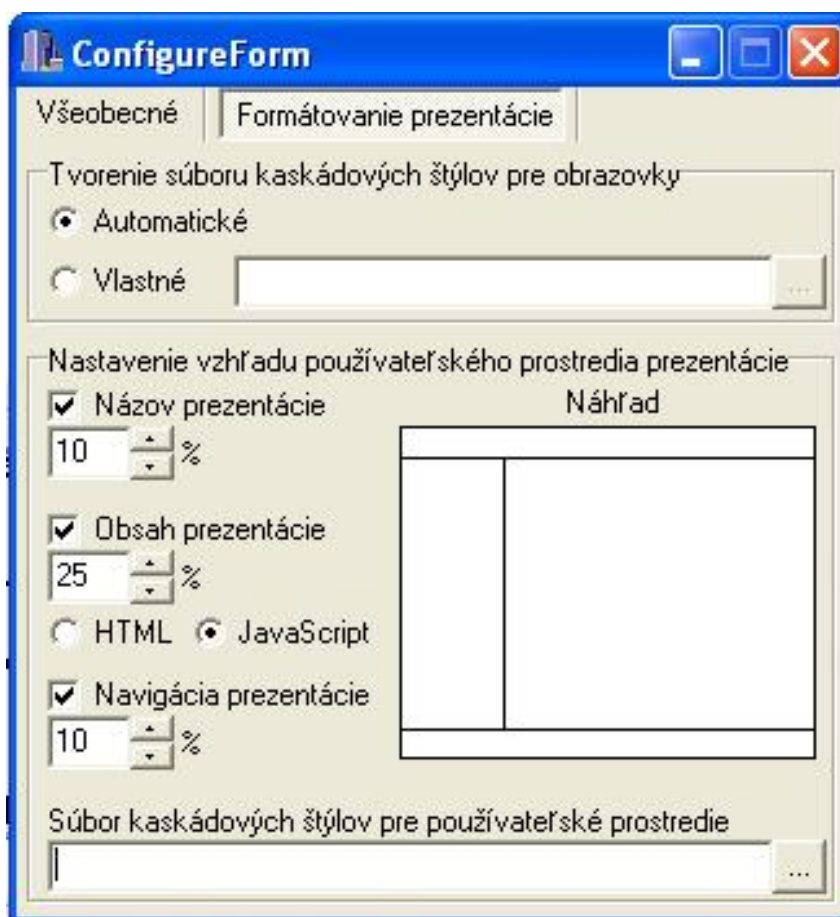 ConfigureForm
Všeobecné Formátovanie prezentácie
Tvorenie súboru kaskádových štýlov pre obrazovky
Automatické
Vlastné ...
Nastavenie vzhľadu používateľského prostredia prezentácie
Názov prezentácie Náhľad
10 %
Obsah prezentácie
25 %
HTML JavaScript
Navigácia prezentácie
10 %
Súbor kaskádových štýlov pre používateľské prostredie
...